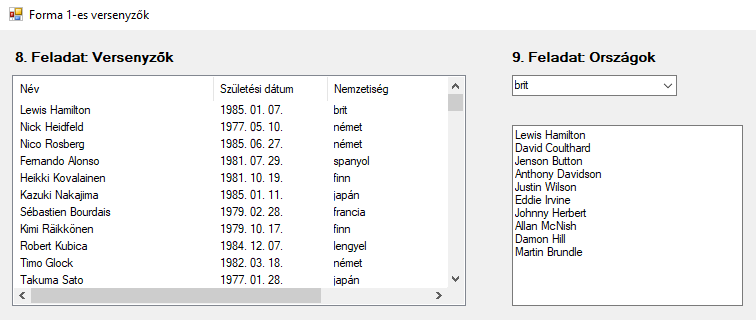 Forma 1-es versenyzők
8. Feladat: Versenyzők
Név Születési dátum Nemzetiség
Lewis Hamilton 1985. 01. 07. brit
Nick Heidfeld 1977. 05. 10. német
Nico Rosberg 1985. 06. 27. német
Fernando Alonso 1981. 07. 29. spanyol
Heikki Kovalainen 1981. 10. 19. finn
Kazuki Nakajima 1985. 01. 11. japán
Sébastien Bourdais 1979. 02. 28. francia
Kimi Räikkönen 1979. 10. 17. finn
Robert Kubica 1984. 12. 07. lengyel
Timo Glock 1982. 03. 18. német
Takuma Sato 1977. 01. 28. japán
9. Feladat: Országok
brit
Lewis Hamilton
David Coulthard
Jenson Button
Anthony Davidson
Justin Wilson
Eddie Irvine
Johnny Herbert
Allan McNish
Damon Hill
Martin Brundle